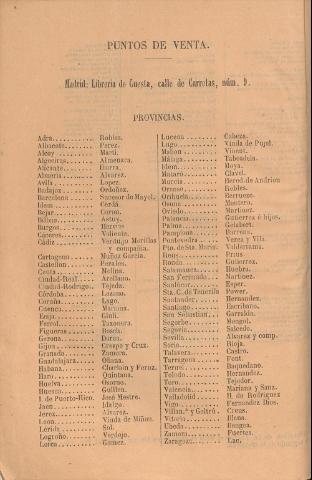 PUNTOS DE VENTA.
Madrid: Libreria de Cuesta, calle de Carretas, núm. 9.
PROVINCIAS.
Adra.......... Robles.
Albacete....... Perez.
Alcoy......... Martí.
Algeciras....... Almenara.
Alicante........ Ibarra.
Almería........ Alvarez.
Avila.......... Lopez.
Badajoz........ Ordoñez.
Barcelona...... Sucesor de Mayol.
Idem.......... Cerdá.
Bejar.......... Coron.
Bilbao......... Astuy.
Burgos......... Hervias.
Cáceres........ Valiente.
Cádiz.......... Verdugo Morillas
y compañía.
Cartagena...... Muñoz García.
Castellon....... Perales.
Ceuta......... Molina.
Ciudad-Real.... Arellano.
Ciudad-Rodrigo.. Tejeda.
Córdoba....... Lozano.
Coruña........ Lago.
Cuenca........ Mariana.
Ecija.......... Giuli.
Ferrol......... Taxonera.
Figueras....... Bosch.
Gerona........ Dorca.
Gijon.......... Crespo y Cruz.
Granada....... Zamora.
Guadalajara.... Oñana.
Habana........ Charlain y Fernz.
Haro.......... Quintana.
Huelva........ Osorno.
Huesca........ Guillen.
I. de Puerto-Rico. José Mestre.
Jaen.......... Idalgo.
Jerez.......... Alvarez.
Leon.......... Viuda de Miñon.
Lérida......... Sol.
Logroño....... Verdejo.
Lorca......... Gomez.
Lucena........ Cabeza.
Lugo.......... Viuda de Pujol.
Mahon........ Vinent.
Málaga........ Taboadela.
Idem.......... Moya.
Mataró........ Clavel.
Murcia........ Hered. de Andrion
Orense........ Robles.
Orihuela....... Berruezo.
Osuna......... Montero.
Oviedo........ Martinez.
Palencia....... Gutierrez é hijos.
Palma......... Gelabert.
Pamplona...... Barrena.
Pontevedra..... Verea y Vila.
Pto. de Sta. María. Valderrama.
Reus.......... Prius
Ronda......... Gutierrez.
Salamanca..... Huebra.
San Fernando... Martinez.
Sanlúcar....... Esper.
S.ta C. de Tenerife Power.
Santander...... Hernandez.
Santiago....... Escribano.
San Sebastian... Garralda.
Segorbe....... Mengol.
Segovia........ Salcedo.
Sevilla......... Alvarez y comp.
Soria.......... Rioja.
Talavera....... Castro.
Tarragona...... Font.
Teruel......... Baquedano.
Toledo......... Hernandez.
Toro.......... Tejedor.
Valencia....... Mariana y Sanz.
Valladolid...... H. de Rodriguez
Vigo.......... Fernandez Dios.
Villan.ª y Geltrú. Creus.
Vitoria......... Illana.
Ubeda......... Bengoa.
Zamora........ Fuertes.
Zaragoza....... Lac.